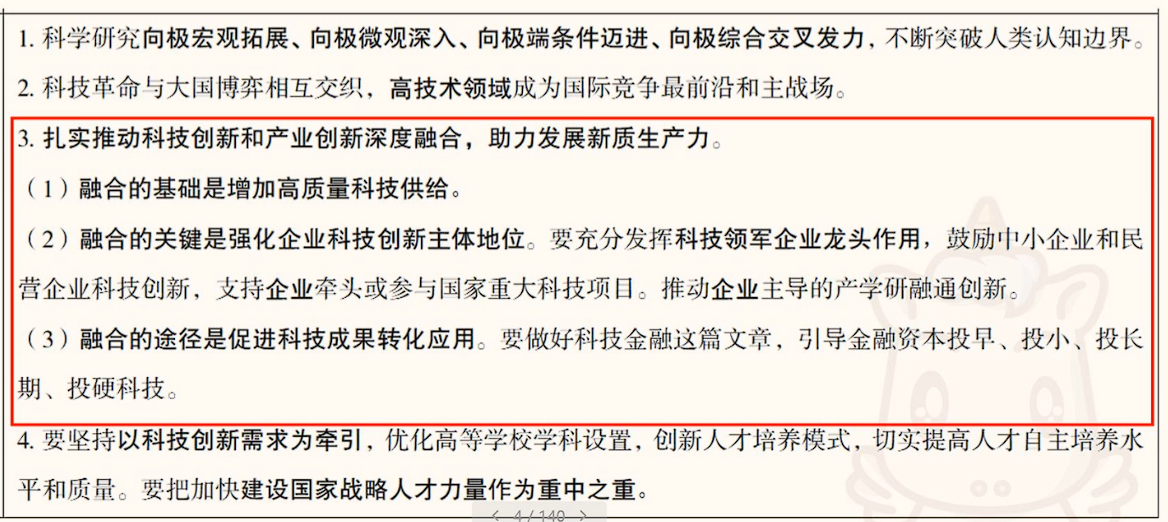 1. 科学研究向极宏观拓展、向极微观深入、向极端条件迈进、向极综合交叉发力，不断突破人类认知边界。
2. 科技革命与大国博弈相互交织，高技术领域成为国际竞争最前沿和主战场。
3. 扎实推动科技创新和产业创新深度融合，助力发展新质生产力。
（1）融合的基础是增加高质量科技供给。
（2）融合的关键是强化企业科技创新主体地位。要充分发挥科技领军企业龙头作用，鼓励中小企业和民
营企业科技创新，支持企业牵头或参与国家重大科技项目。推动企业主导的产学研融通创新。
（3）融合的途径是促进科技成果转化应用。要做好科技金融这篇文章，引导金融资本投早、投小、投长
期、投硬科技。
4. 要坚持以科技创新需求为牵引，优化高等学校学科设置，创新人才培养模式，切实提高人才自主培养水
平和质量。要把加快建设国家战略人才力量作为重中之重。
< 4 / 140 >